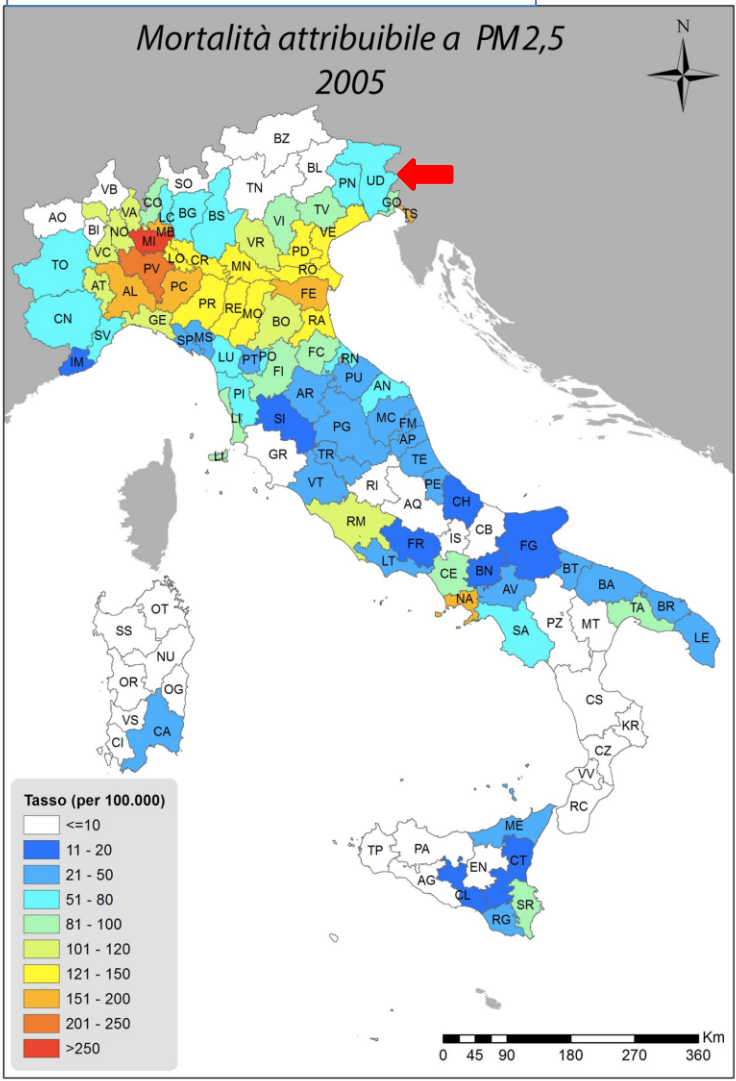 Mortalità attribuibile a PM2,5
2005
N
BZ
BL
SO
TN
PN
UD
VB
AO
BI
VA
CO
LC
BG
BS
VI
TV
GO
TS
NO
MB
MI
VR
VE
PD
VC
TO
LO
CR
MN
RO
PV
PC
AT
AL
FE
PR
RE
MO
BO
RA
CN
GE
SV
SP
MS
IM
LU
PT
PO
FC
RN
FI
PU
AN
PI
AR
LI
SI
MC
FM
PG
AP
GR
LI
TR
TE
VT
RI
PE
AQ
CH
RM
IS
CB
FR
FG
LT
CE
BN
BT
BA
AV
NA
TA
BR
SA
PZ
MT
LE
OT
SS
NU
OR
OG
VS
CA
CI
CS
KR
CZ
VV
RC
ME
TP
PA
EN
CT
AG
CL
SR
RG
Tasso (per 100.000)
<=10
11 - 20
21 - 50
51 - 80
81 - 100
101 - 120
121 - 150
151 - 200
201 - 250
>250
Km
0 45 90 180 270 360